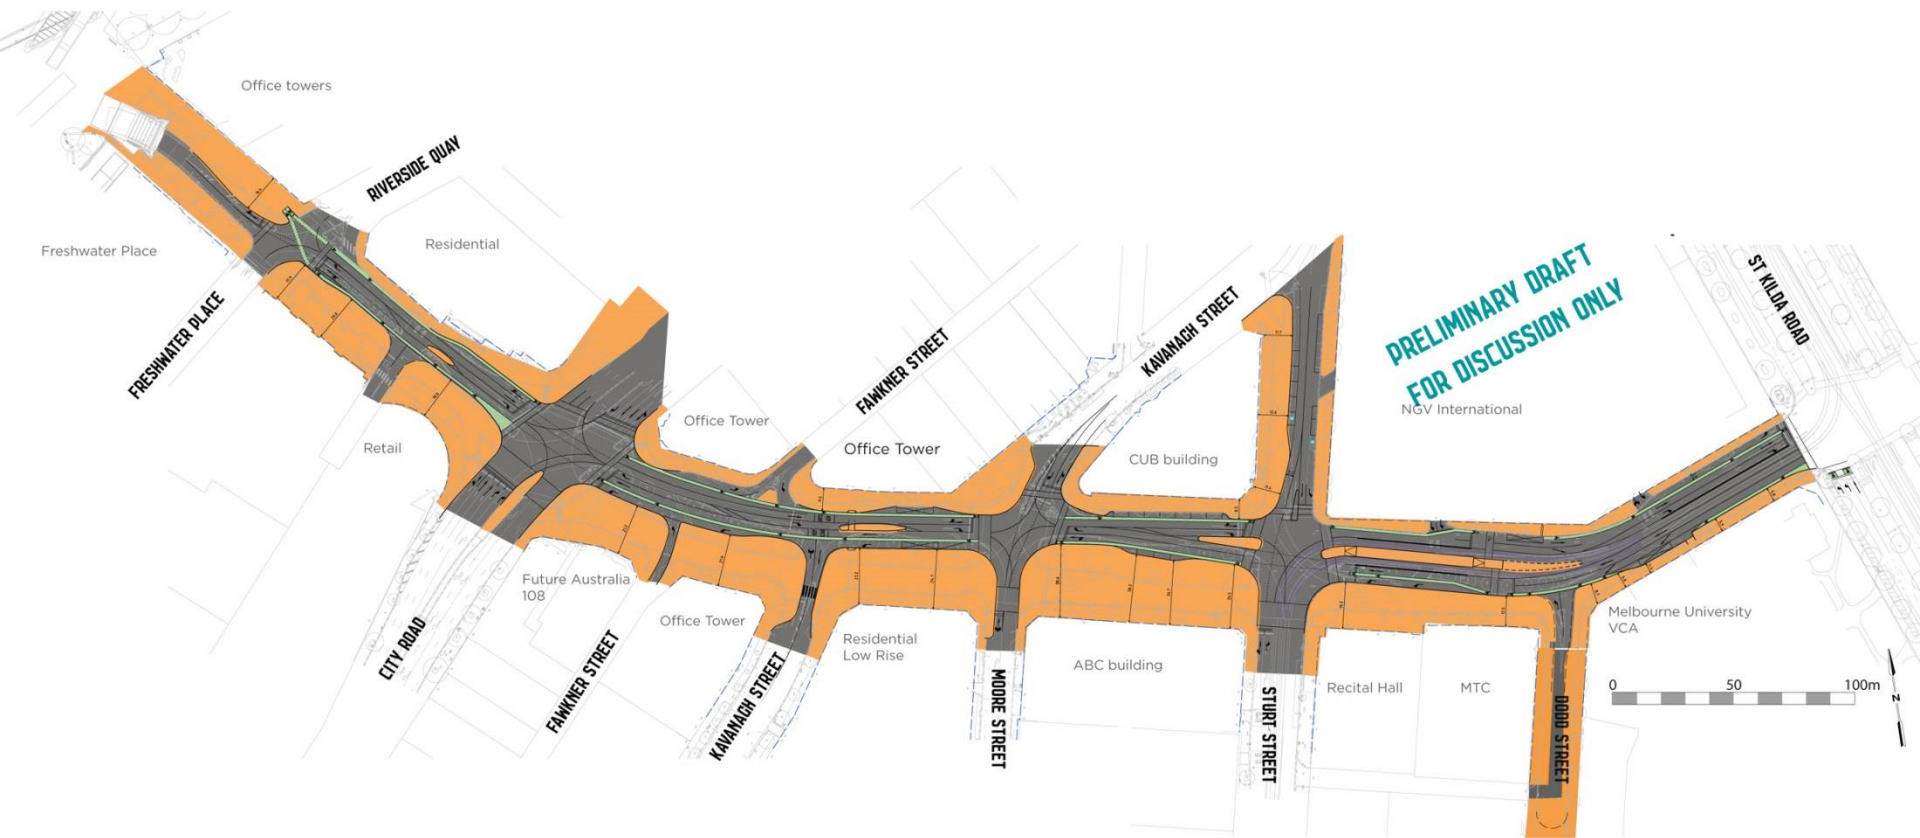 Office towers
RIVERSIDE QUAY
Residential
Freshwater Place
FRESHWATER PLACE
Retail
Office Tower
FAWKNER STREET
Office Tower
KAVANAGH STREET
CUB building
PRELIMINARY DRAFT
FOR DISCUSSION ONLY
NGV International
ST KILDA ROAD
CITY ROAD
Future Australia
108
FAWKNER STREET
Office Tower
KAVANAGH STREET
Residential
Low Rise
MOORE STREET
ABC building
STURT STREET
Recital Hall
MTC
DODD STREET
Melbourne University
VCA
0 50 100m
N